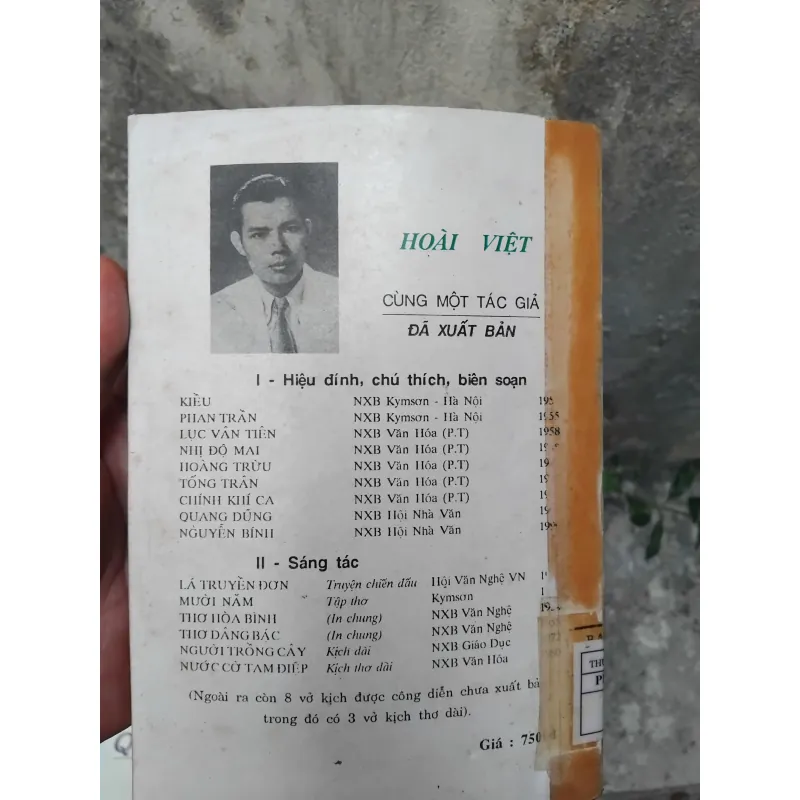 HOÀI VIỆT
CÙNG MỘT TÁC GIẢ
ĐÃ XUẤT BẢN
I - Hiệu đính, chú thích, biên soạn
KIỀU NXB Kymsơn - Hà Nội
PHAN TRẦN NXB Kymsơn - Hà Nội 1955
LỤC VÂN TIÊN NXB Văn Hóa (P.T) 1958
NHỊ ĐỘ MAI NXB Văn Hóa (P.T)
HOÀNG TRỪU NXB Văn Hóa (P.T)
TỐNG TRÂN NXB Văn Hóa (P.T)
CHÍNH KHÍ CA NXB Văn Hóa (P.T)
QUANG DŨNG NXB Hội Nhà Văn
NGUYỄN BÍNH NXB Hội Nhà Văn
II - Sáng tác
LÁ TRUYỀN ĐƠN Truyện chiến đấu Hội Văn Nghệ VN
MƯỜI NĂM Tập thơ Kymsơn
THƠ HÒA BÌNH (In chung) NXB Văn Nghệ
THƠ DÂNG BÁC (In chung) NXB Văn Nghệ
NGƯỜI TRỒNG CÂY Kịch dài NXB Giáo Dục
NƯỚC CỜ TAM ĐIỆP Kịch thơ dài NXB Văn Hóa
(Ngoài ra còn 8 vở kịch được công diễn chưa xuất
trong đó có 3 vở kịch thơ dài).
Giá :